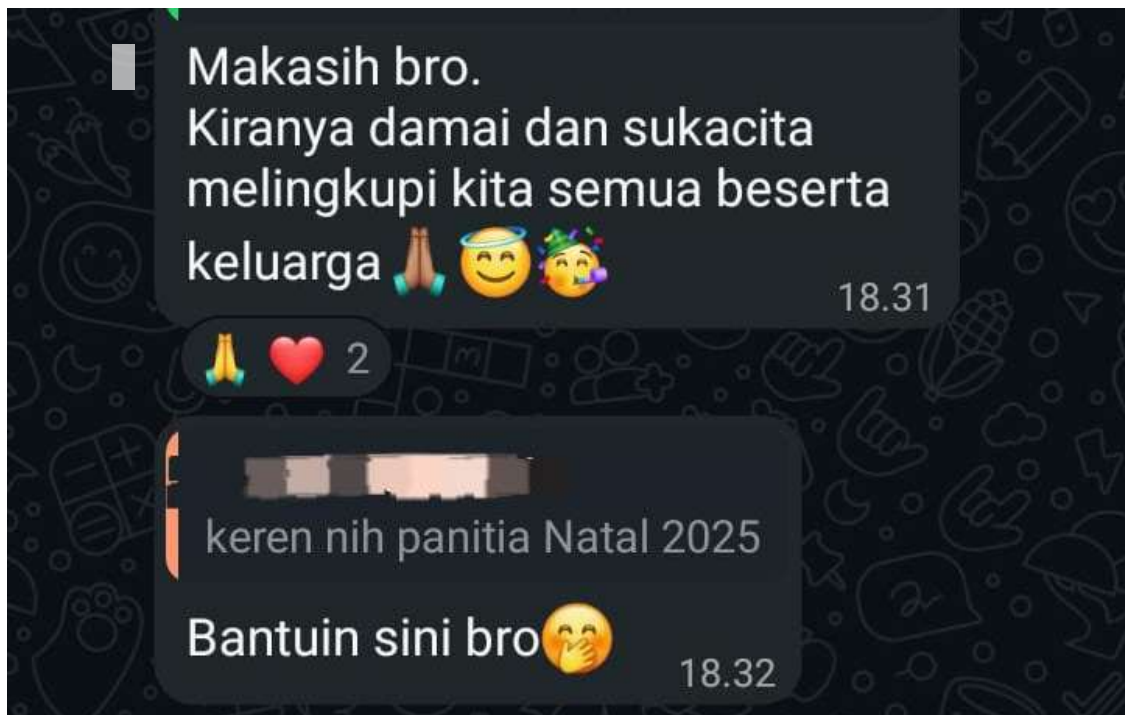 Makasih bro.
Kiranya damai dan sukacita
melingkupi kita semua beserta
keluarga🙏🏽😇🥳
18.31
🙏 ❤️ 2
keren nih panitia Natal 2025
Bantuin sini bro🤭
18.32